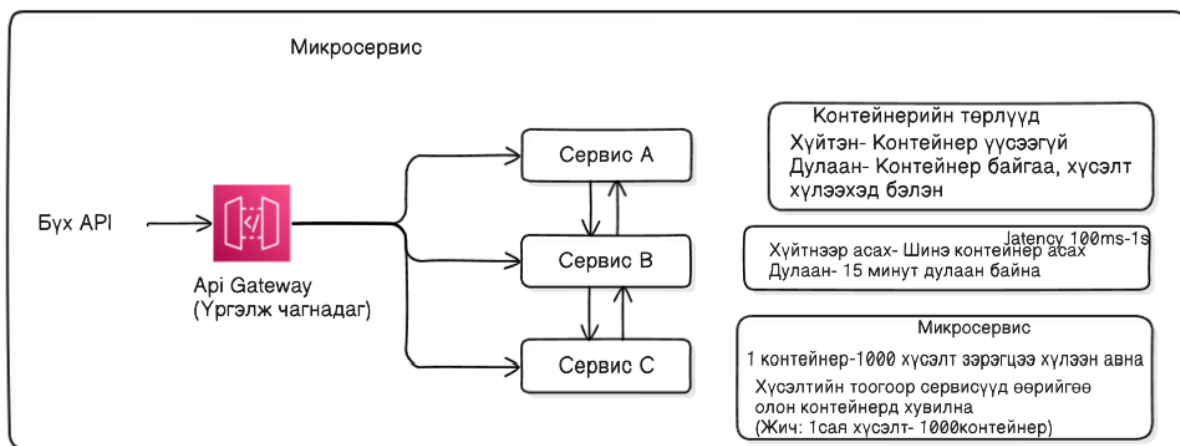 Микросервис
Бүх API
Api Gateway
(Үргэлж чагнадаг)
Сервис A
Сервис B
Сервис C
Контейнерийн төрлүүд
Хүйтэн- Контейнер үүсээгүй
Дулаан- Контейнер байгаа, хүсэлт
хүлээхэд бэлэн
latency 100ms-1s
Хүйтнээр асах- Шинэ контейнер асах
Дулаан- 15 минут дулаан байна
Микросервис
1 контейнер-1000 хүсэлт зэрэгцээ хүлээн авна
Хүсэлтийн тоогоор сервисүүд өөрийгөө
олон контейнерд хувилна
(Жич: 1сая хүсэлт- 1000контейнер)